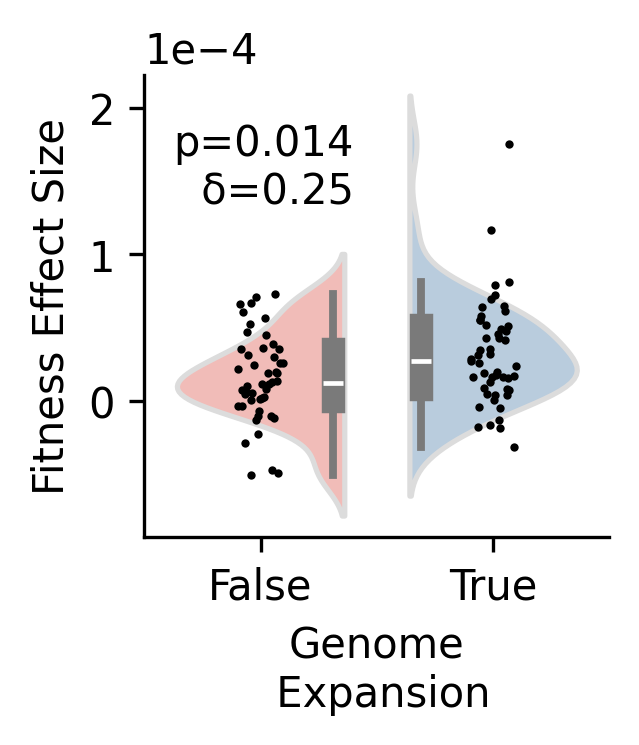 1e−4
2
p=0.014
δ=0.25
1
0
Fitness Effect Size
False
True
Genome
Expansion